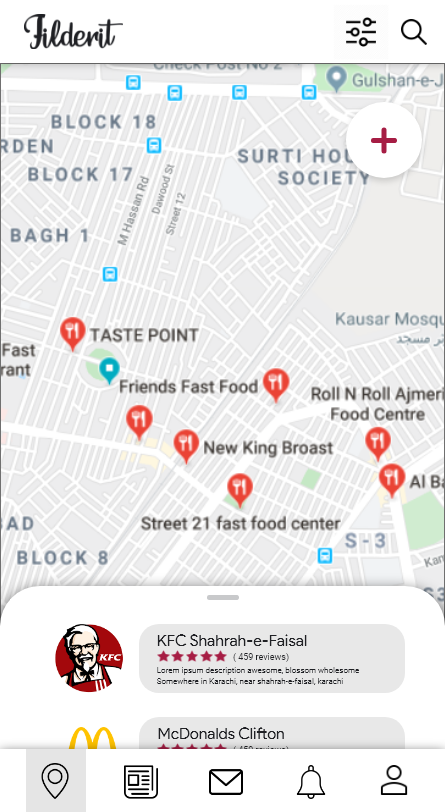 Filderit
Check Post No 2
Gulshan-e-J
BLOCK 18
RDEN
SURTI HOU
SOCIETY
BLOCK 17
M Hassan Rd
Dawood St
Street 12
BAGH 1
Kausar Mosqu
TASTE POINT
Fast
rant
Friends Fast Food
Roll N Roll Ajmeri
Food Centre
New King Broast
Al Ba
Street 21 fast food center
AD
S-3
BLOCK 8
Kar
S3
KFC
KFC Shahrah-e-Faisal
( 459 reviews)
Lorem ipsum description awesome, blossom wholesome
Somewhere in Karachi, near shahrah-e-faisal, karachi
McDonalds Clifton
( 459 reviews)